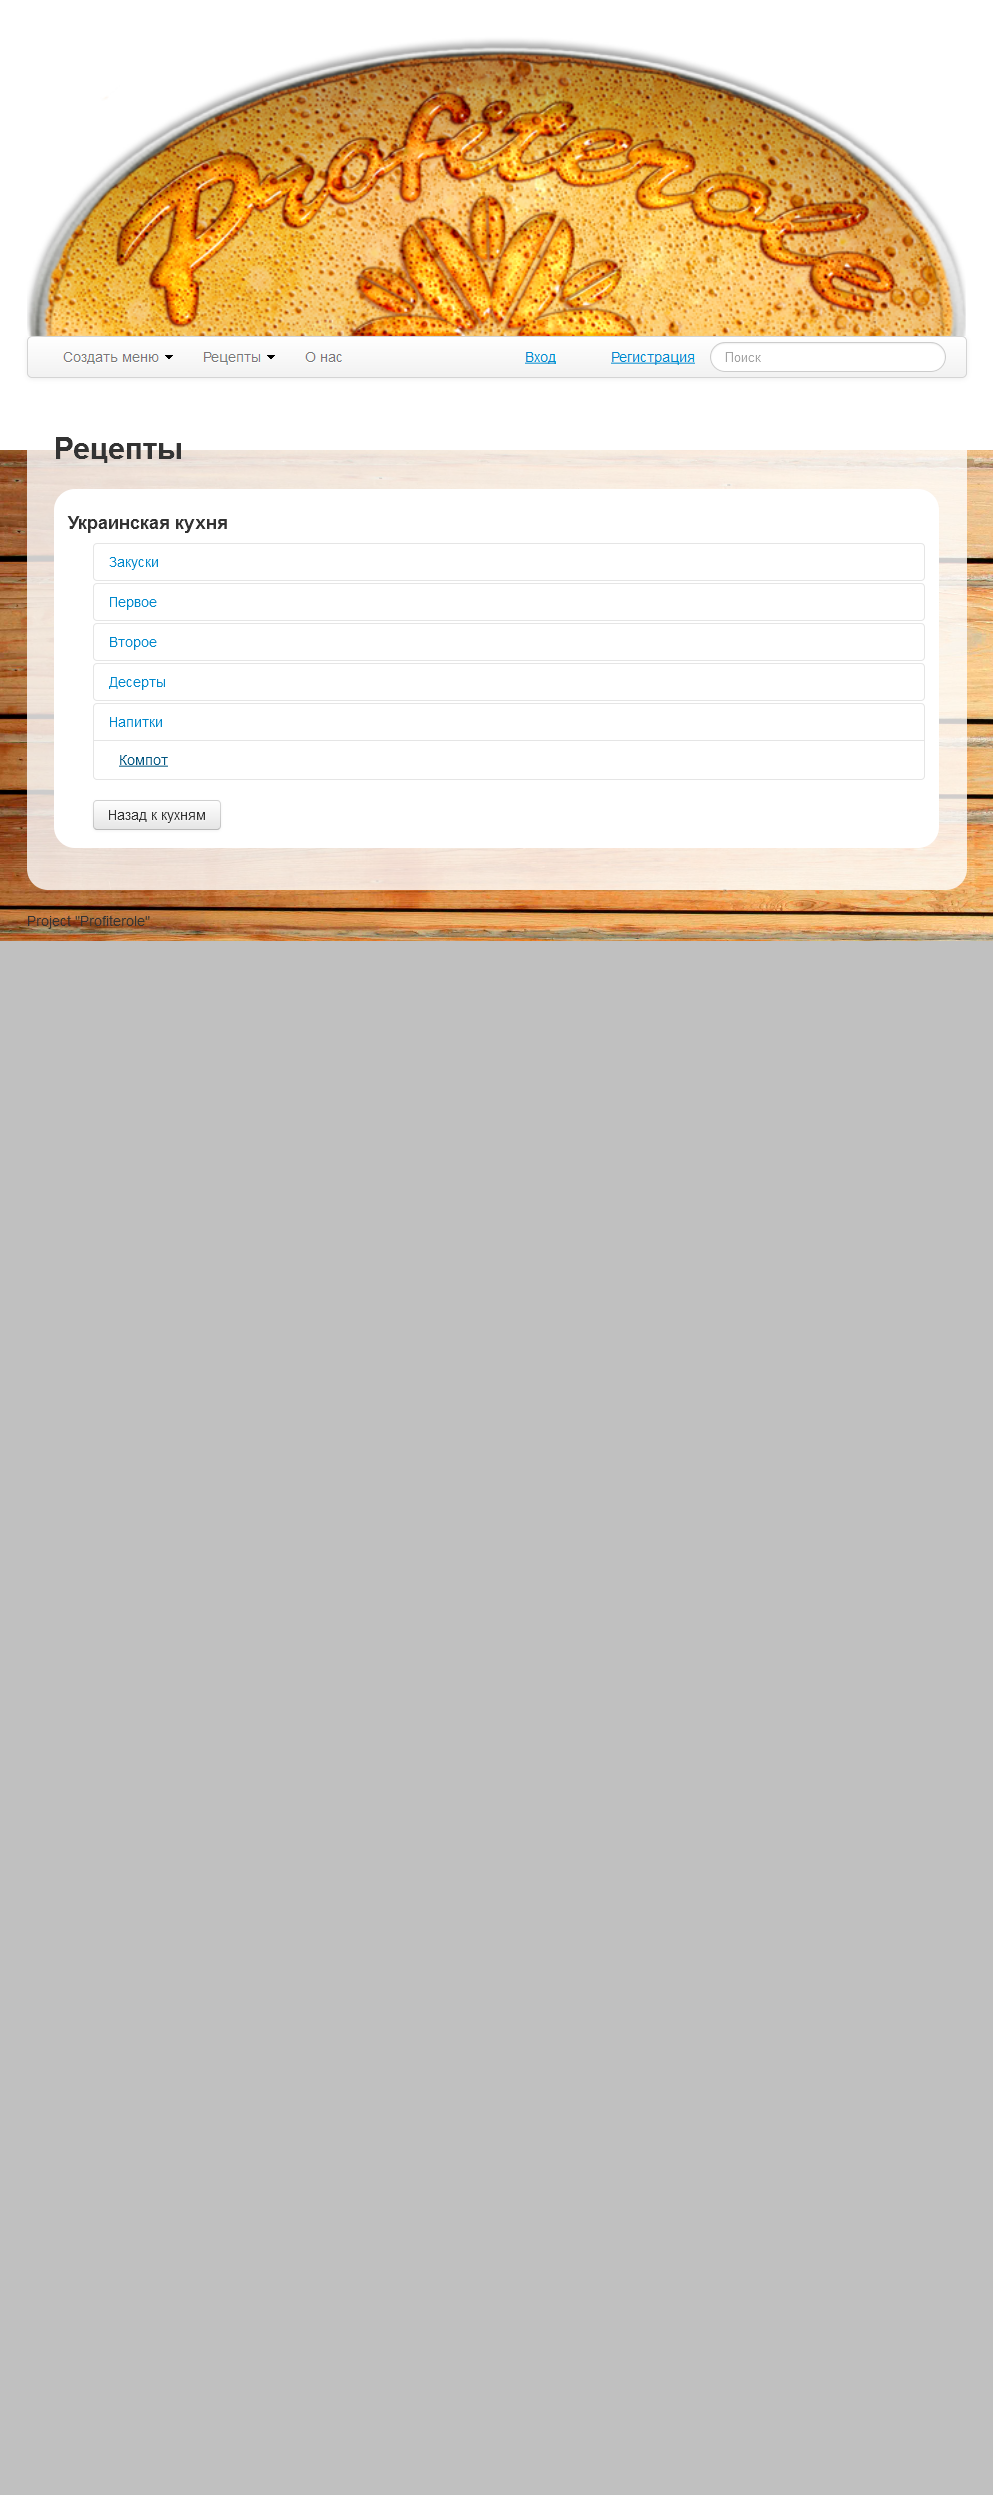 Profiterole
Создать меню Рецепты О нас Вход Регистрация Поиск
Рецепты
Украинская кухня
Закуски
Первое
Второе
Десерты
Напитки
Компот
Назад к кухням
Project "Profiterole"